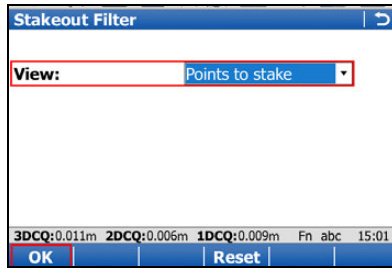 Stakeout Filter
View: Points to stake
3DCQ:0.011m 2DCQ:0.006m 1DCQ:0.009m Fn abc 15:01
OK Reset